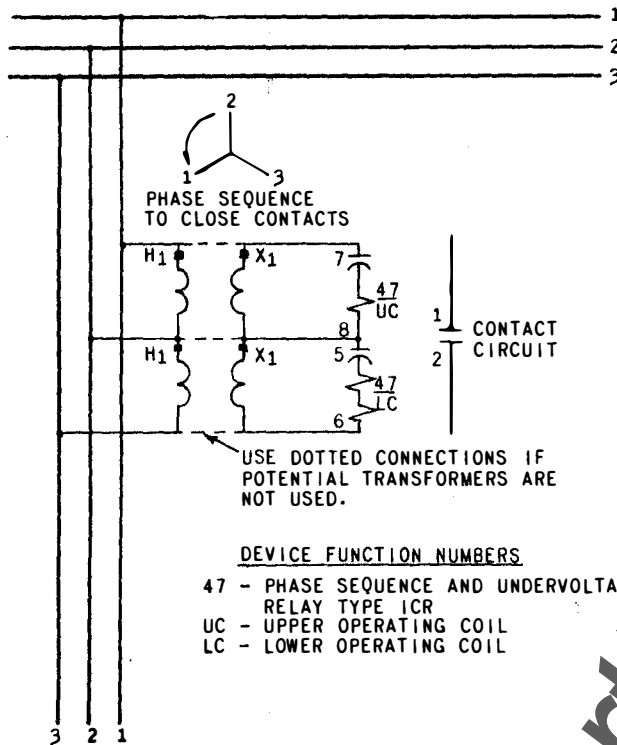 1
2
3
2
1
3
PHASE SEQUENCE
TO CLOSE CONTACTS
H1
X1
7
47
UC
8
1
CONTACT
CIRCUIT
2
H1
X1
5
47
LC
6
USE DOTTED CONNECTIONS IF
POTENTIAL TRANSFORMERS ARE
NOT USED.
DEVICE FUNCTION NUMBERS
47 - PHASE SEQUENCE AND UNDERVOLTA
RELAY TYPE ICR
UC - UPPER OPERATING COIL
LC - LOWER OPERATING COIL
3 2 1